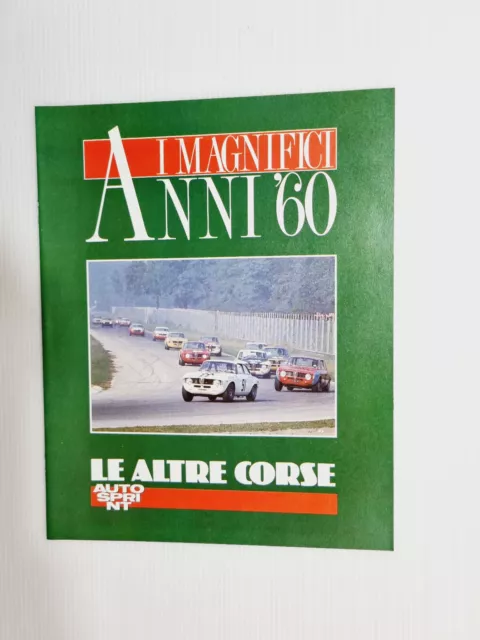 I MAGNIFICI
ANNI '60
LE ALTRE CORSE
AUTO
SPRI
NT